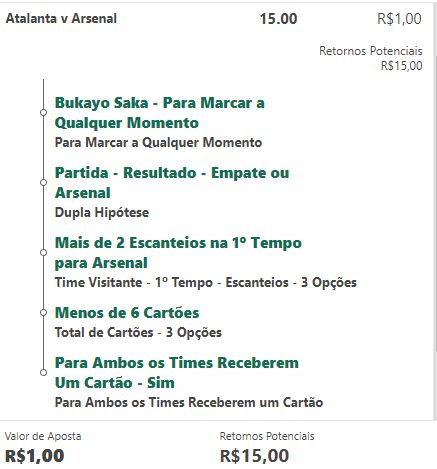 Atalanta v Arsenal 15.00 R$1,00
Retornos Potenciais
R$15,00
Bukayo Saka - Para Marcar a
Qualquer Momento
Para Marcar a Qualquer Momento
Partida - Resultado - Empate ou
Arsenal
Dupla Hipótese
Mais de 2 Escanteios na 1º Tempo
para Arsenal
Time Visitante - 1º Tempo - Escanteios - 3 Opções
Menos de 6 Cartões
Total de Cartões - 3 Opções
Para Ambos os Times Receberem
Um Cartão - Sim
Para Ambos os Times Receberem um Cartão
Valor de Aposta Retornos Potenciais
R$1,00 R$15,00